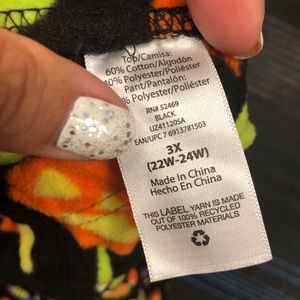 Top/Camisa:
60% Cotton/Algodón
40% Polyester/Poliéster
Pant/Pantalón:
% Polyester/Poliéster
RN# 52469
BLACK
UZ411205A
EAN/UPC 7 6913781503
3X
(22W-24W)
Made In China
Hecho En China
THIS LABEL YARN IS MADE
OUT OF 100% RECYCLED
POLYESTER MATERIALS